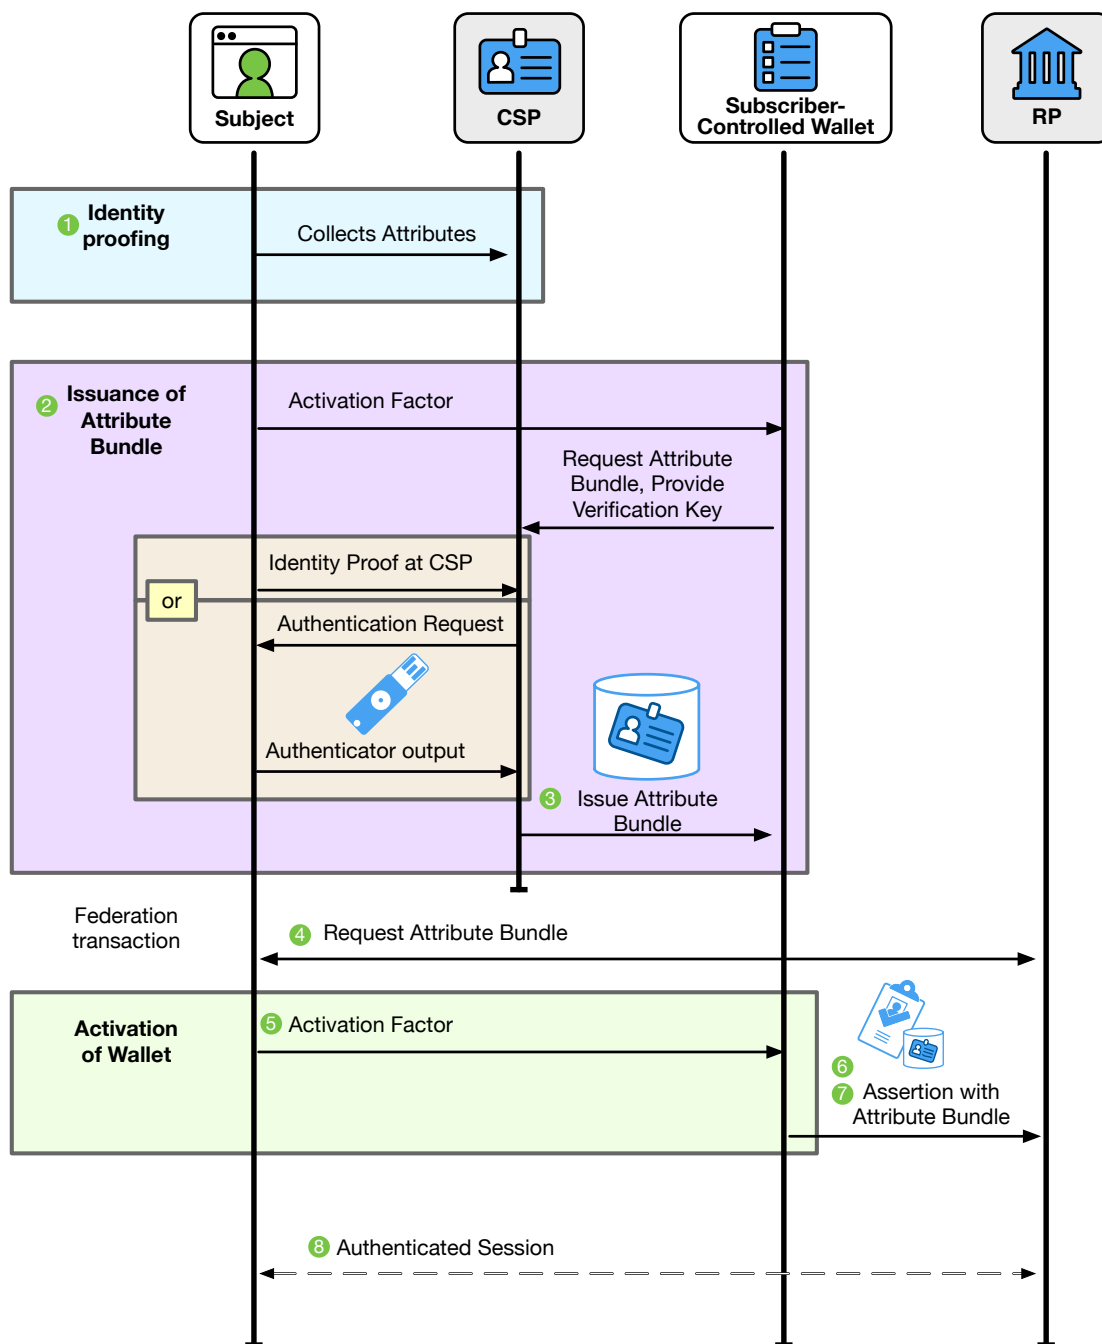 Subject
CSP
Subscriber-
Controlled Wallet
RP
1 Identity
proofing
Collects Attributes
2 Issuance of
Attribute
Bundle
Activation Factor
Request Attribute
Bundle, Provide
Verification Key
Identity Proof at CSP
or
Authentication Request
Authenticator output
3 Issue Attribute
Bundle
Federation
transaction
4 Request Attribute Bundle
Activation
of Wallet
5 Activation Factor
6
7 Assertion with
Attribute Bundle
8 Authenticated Session